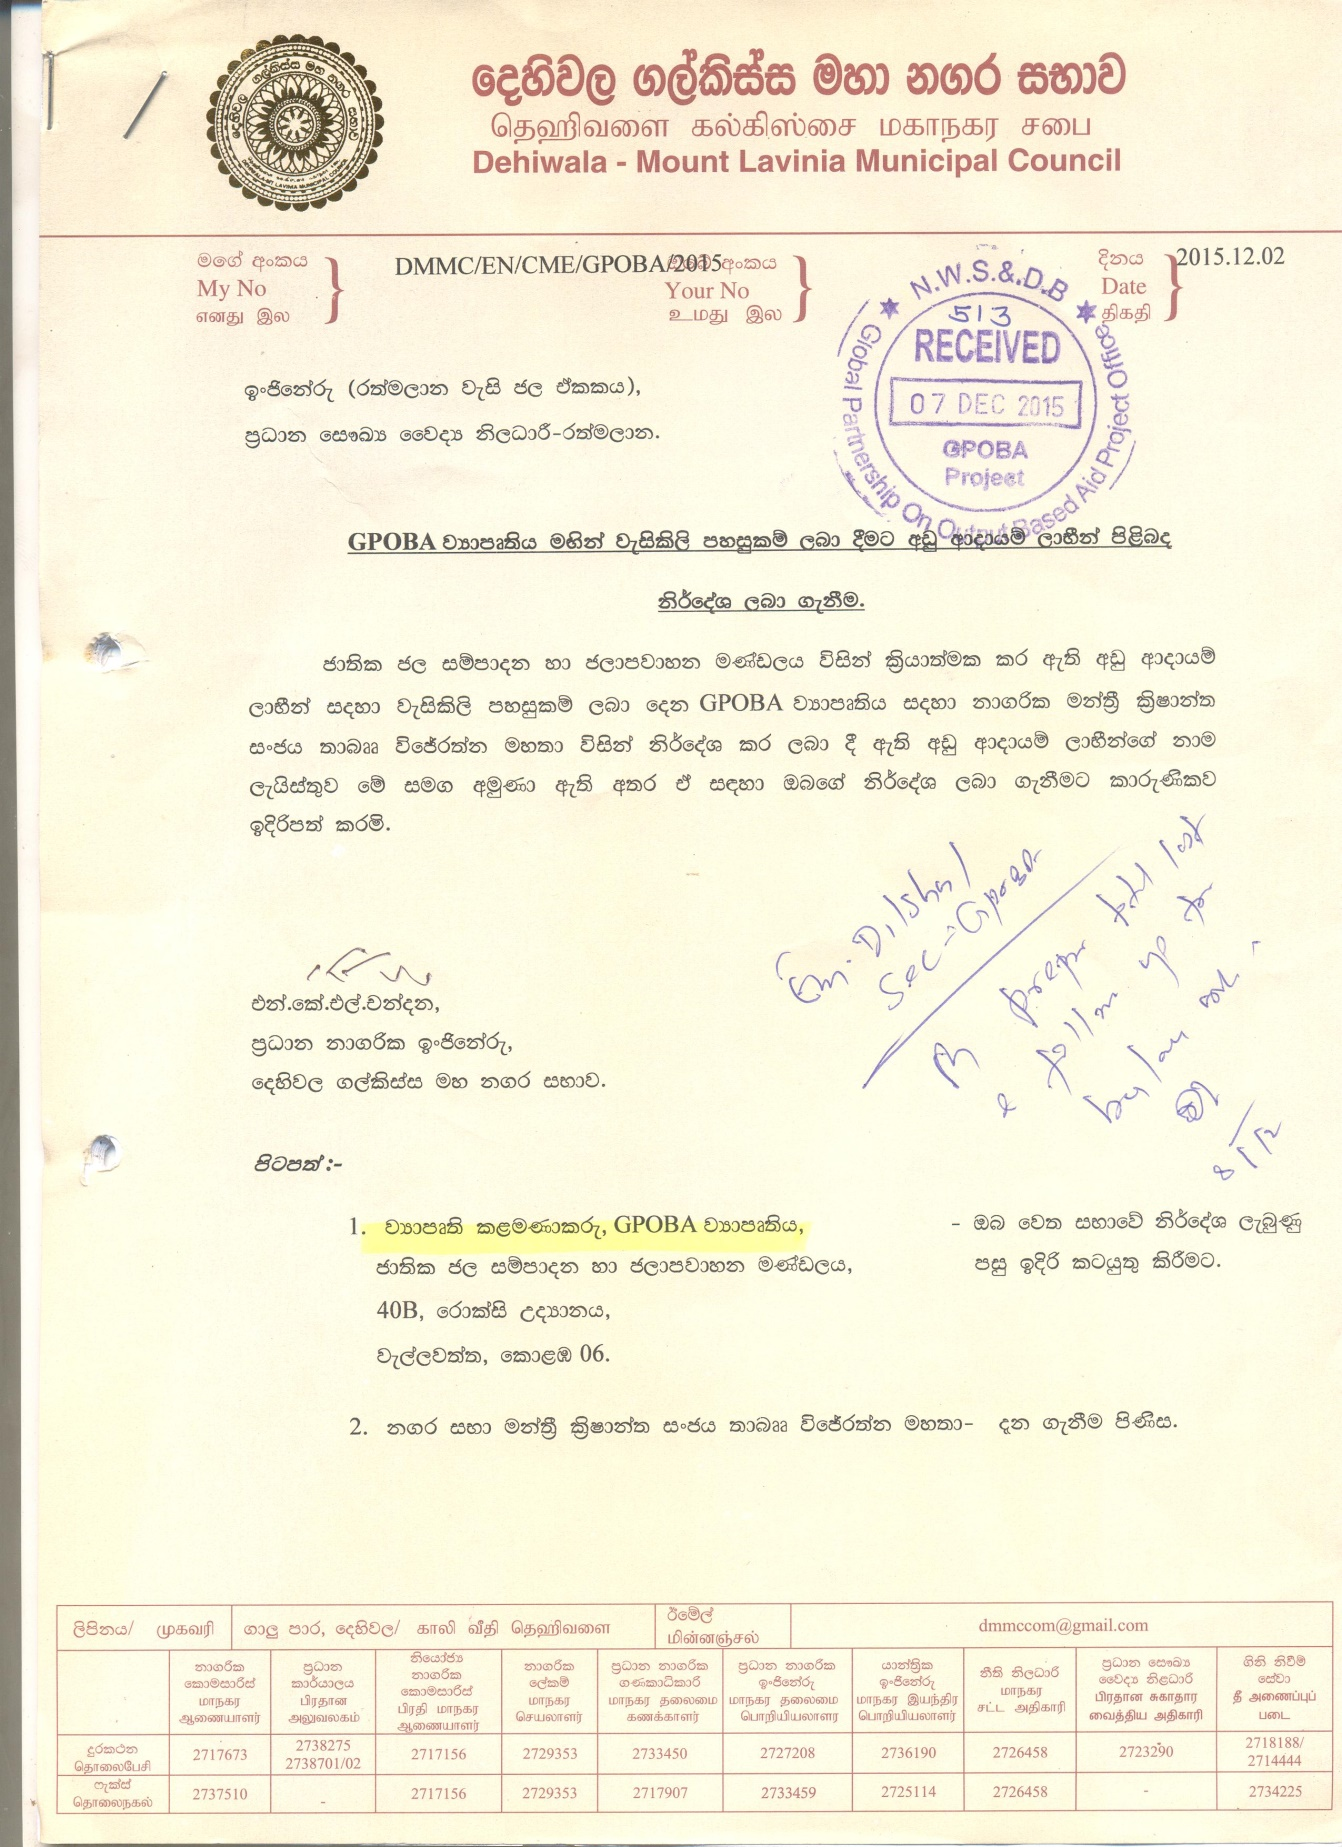 දෙහිවල ගල්කිස්ස මහා නගර සභාව
தெஹிவளை கல்கிஸ்சை மகாநகர சபை
Dehiwala - Mount Lavinia Municipal Council
මගේ අංකය
My No
எனது இல
DMMC/EN/CME/GPOBA/2015
ඔබේ අංකය
Your No
உமது இல
දිනය
Date
திகதி
2015.12.02
N.W.S.&.D.B
513
RECEIVED
07 DEC 2015
GPOBA
Project
Global Partnership On Output Based Aid Project Office
ඉංජිනේරු (රත්මලාන වැසි ජල ඒකකය),
ප්‍රධාන සෞඛ්‍ය වෛද්‍ය නිලධාරී-රත්මලාන.
GPOBA ව්‍යාපෘතිය මඟින් වැසිකිලි පහසුකම් ලබා දීමට අඩු ආදායම් ලාභීන් පිළිබද
නිර්දේශ ලබා ගැනීම.
ජාතික ජල සම්පාදන හා ජලාපවාහන මණ්ඩලය විසින් ක්‍රියාත්මක කර ඇති අඩු ආදායම්
ලාභීන් සදහා වැසිකිලි පහසුකම් ලබා දෙන GPOBA ව්‍යාපෘතිය සදහා නාගරික මන්ත්‍රී ක්‍රිෂාන්ත
සංජය තාබෲ විජේරත්න මහතා විසින් නිර්දේශ කර ලබා දී ඇති අඩු ආදායම් ලාභීන්ගේ නාම
ලැයිස්තුව මේ සමග අමුණා ඇති අතර ඒ සඳහා ඔබගේ නිර්දේශ ලබා ගැනීමට කාරුණිකව
ඉදිරිපත් කරමි.
Dilshal
Sec-Gpoba
follow up
8/12
එන්.කේ.එල්.චන්දන,
ප්‍රධාන නාගරික ඉංජිනේරු,
දෙහිවල ගල්කිස්ස මහ නගර සභාව.
පිටපත්:-
1. ව්‍යාපෘති කළමණාකරු, GPOBA ව්‍යාපෘතිය, - ඔබ වෙත සභාවේ නිර්දේශ ලැබුණු
ජාතික ජල සම්පාදන හා ජලාපවාහන මණ්ඩලය, පසු ඉදිරි කටයුතු කිරීමට.
40B, රොක්සි උද්‍යානය,
වැල්ලවත්ත, කොළඹ 06.
2. නගර සභා මන්ත්‍රී ක්‍රිෂාන්ත සංජය තාබෲ විජේරත්න මහතා- දැන ගැනීම පිණිස.
ලිපිනය/ முகவரி ගාලු පාර, දෙහිවල/ காலி வீதி தெஹிவளை ඊමේල් dmmccom@gmail.com
மின்னஞ்சல்
නාගරික කොමසාරිස් மாநகர ஆணையாளர்
ප්‍රධාන කාර්යාලය பிரதான அலுவலகம்
නියෝජ්‍ය නාගරික කොමසාරිස් பிரதி மாநகர ஆணையாளர்
නාගරික ලේකම් மாநகர செயலாளர்
ප්‍රධාන නාගරික ගණකාධිකාරී மாநகர தலைமை கணக்காளர்
ප්‍රධාන නාගරික ඉංජිනේරු மாநகர தலைமை பொறியியலாளர
යාන්ත්‍රික ඉංජිනේරු மாநகர இயந்திர பொறியியலாளர்
නීති නිලධාරී மாநகர சட்ட அதிகாரி
ප්‍රධාන සෞඛ්‍ය වෛද්‍ය නිළධාරී பிரதான சுகாதார வைத்திய அதிகாரி
ගිනි නිවීම් සේවා தீ அணைப்புப் படை
දුරකථන 2717673 2738275 2717156 2729353 2733450 2727208 2736190 2726458 2723290 2718188/
தொலைபேசி 2738701/02 2714444
ෆැක්ස් 2737510 - 2717156 2729353 2717907 2733459 2725114 2726458 - 2734225
தொலைநகல்